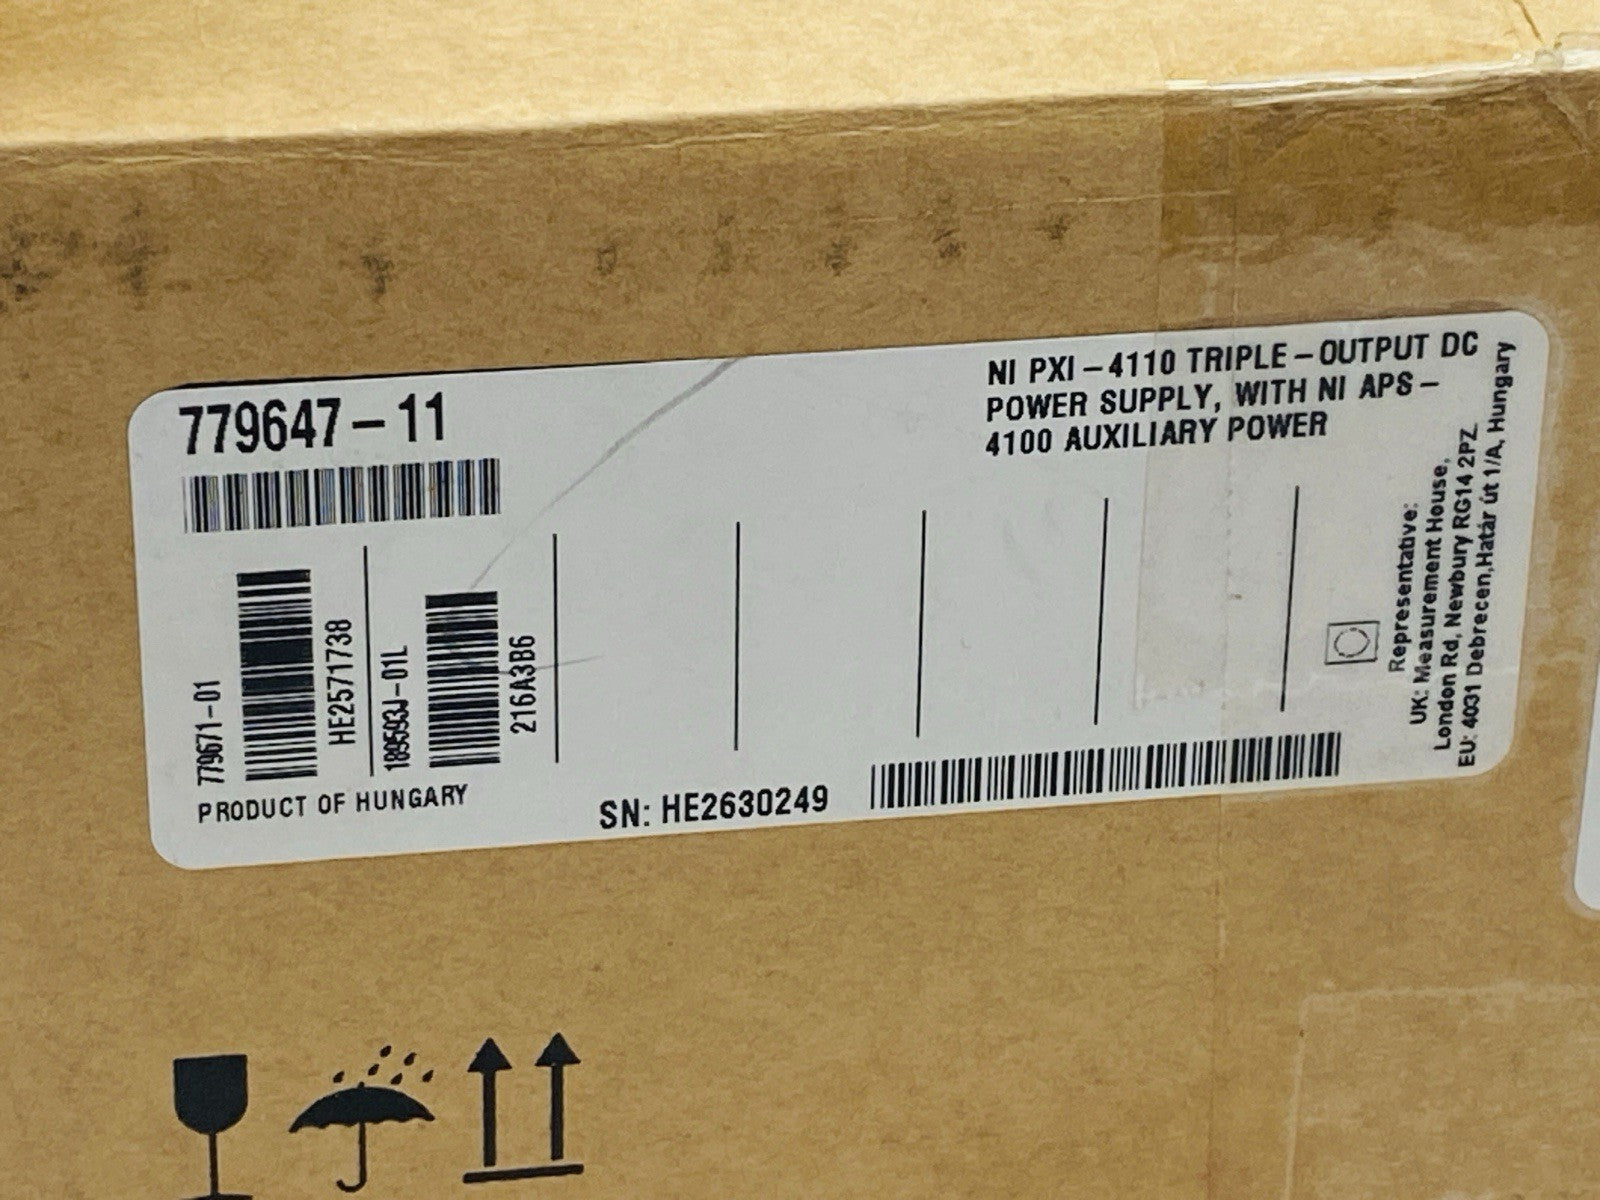 779647-11
NI PXI-4110 TRIPLE-OUTPUT DC
POWER SUPPLY, WITH NI APS-
4100 AUXILIARY POWER
779671-01
HE2571738
189593J-01L
216A3B6
Representative:
UK: Measurement House,
London Rd, Newbury RG14 2PZ
EU: 4031 Debrecen,Határ út 1/A, Hungary
PRODUCT OF HUNGARY
SN: HE2630249